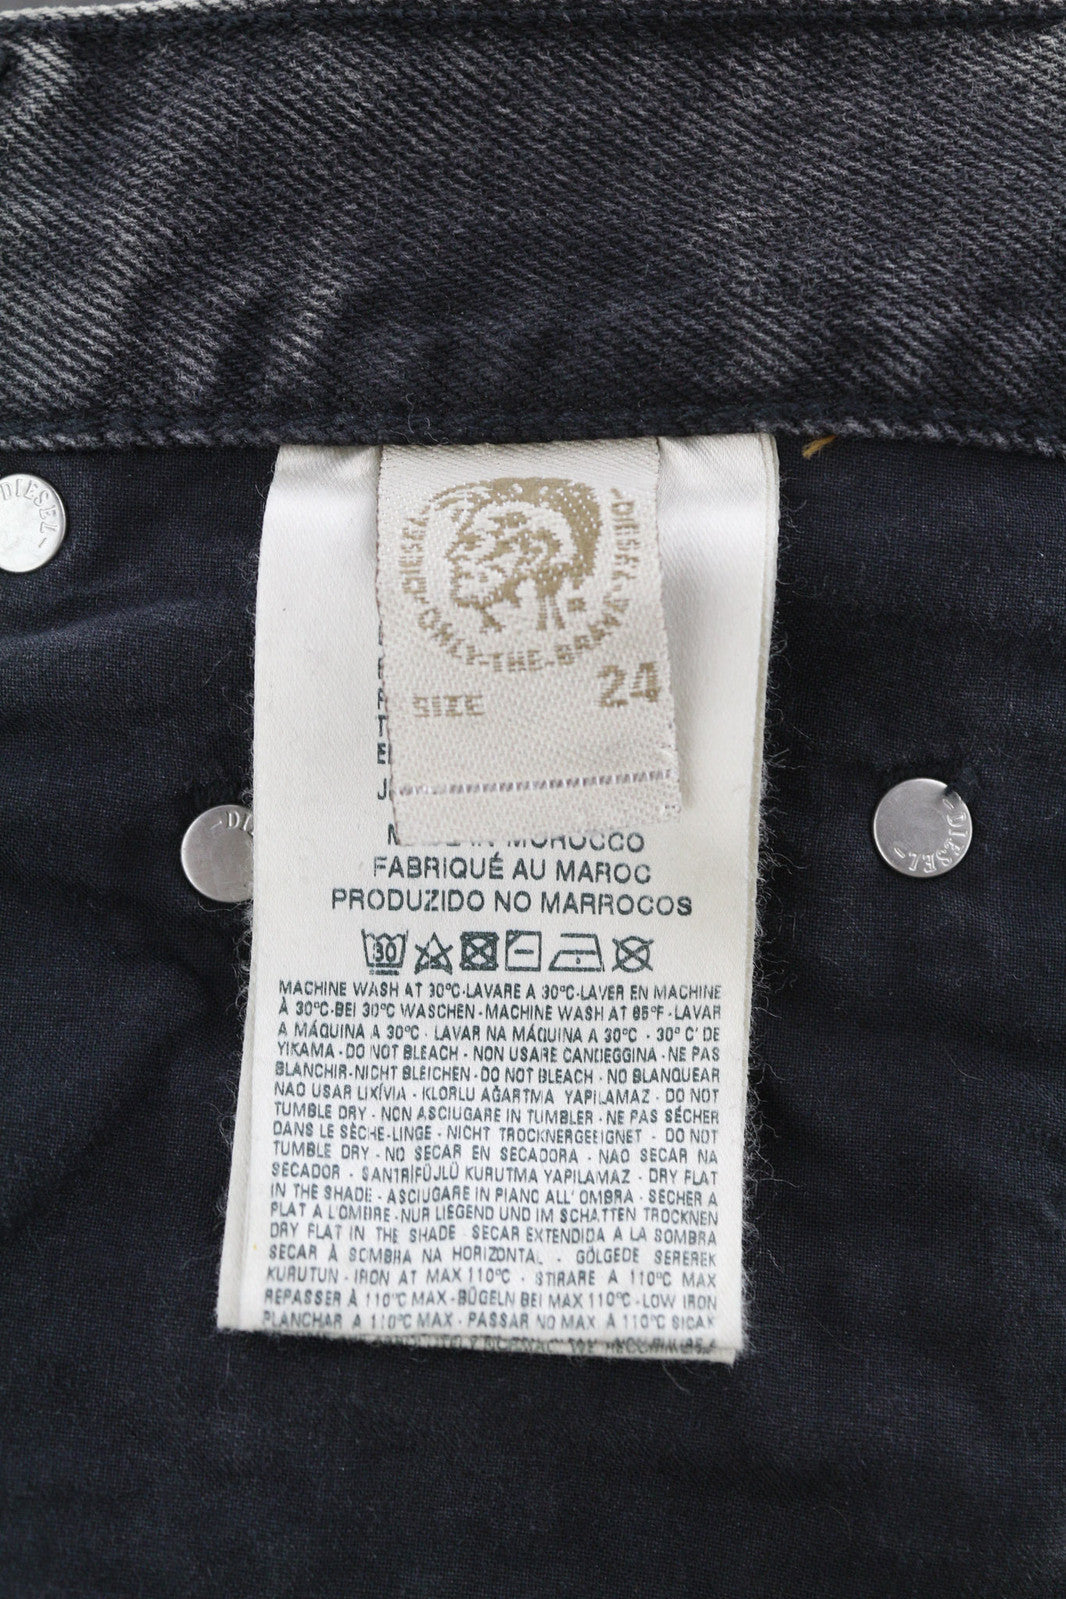 DIESEL-
-DIESEL-
-DIESEL-
ONLY-THE-BRAVE
SIZE 24
-DI
-DIESEL-
MOROCCO
FABRIQUÉ AU MAROC
PRODUZIDO NO MARROCOS
30
MACHINE WASH AT 30°C-LAVARE A 30°C-LAVER EN MACHINE
À 30°C-BEI 30°C WASCHEN-MACHINE WASH AT 85°F-LAVAR
A MÁQUINA A 30°C - LAVAR NA MÁQUINA A 30°C - 30° C' DE
YIKAMA - DO NOT BLEACH - NON USARE CANDEGGINA - NE PAS
BLANCHIR-NICHT BLEICHEN-DO NOT BLEACH - NO BLANQUEAR
NAO USAR LIXÍVIA - KLORLU AĞARTMA YAPILAMAZ - DO NOT
TUMBLE DRY - NON ASCIUGARE IN TUMBLER - NE PAS SÉCHER
DANS LE SÈCHE-LINGE - NICHT TROCKNERGEEIGNET - DO NOT
TUMBLE DRY - NO SECAR EN SECADORA - NAO SECAR NA
SECADOR - SANTRİFÜJLÜ KURUTMA YAPILAMAZ - DRY FLAT
IN THE SHADE - ASCIUGARE IN PIANO ALL' OMBRA - SÉCHER A
PLAT A L'OMBRE-NUR LIEGEND UND IM SCHATTEN TROCKNEN
DRY FLAT IN THE SHADE - SECAR EXTENDIDA A LA SOMBRA
SECAR À SOMBRA NA HORIZONTAL - GÖLGEDE SEREREK
KURUTUN - IRON AT MAX 110°C - STIRARE A 110°C MAX
REPASSER À 110°C MAX - BÜGELN BEI MAX 110°C - LOW IRON
PLANCHAR A 110°C MAX - PASSAR NO MAX A 110°C SICAK